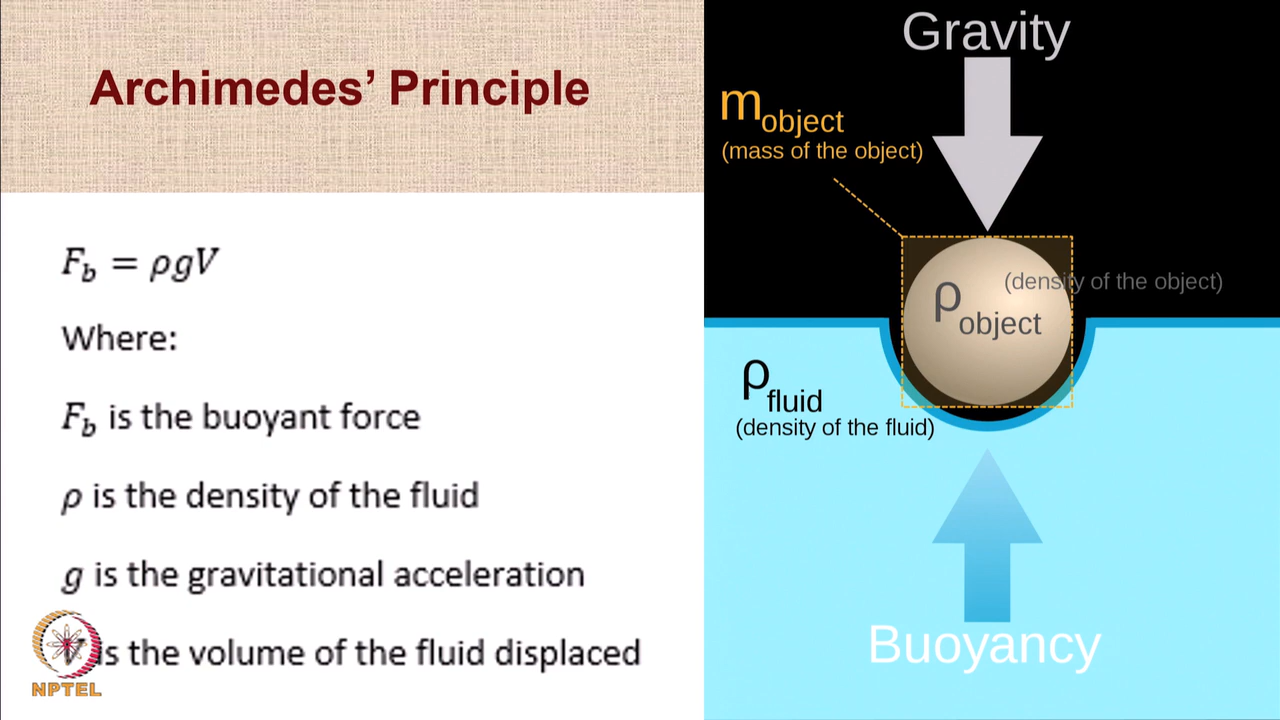 Archimedes’ Principle
F_b = ρgV
Where:
F_b is the buoyant force
ρ is the density of the fluid
g is the gravitational acceleration
V is the volume of the fluid displaced
NPTEL
Gravity
m_object
(mass of the object)
ρ_object
(density of the object)
ρ_fluid
(density of the fluid)
Buoyancy